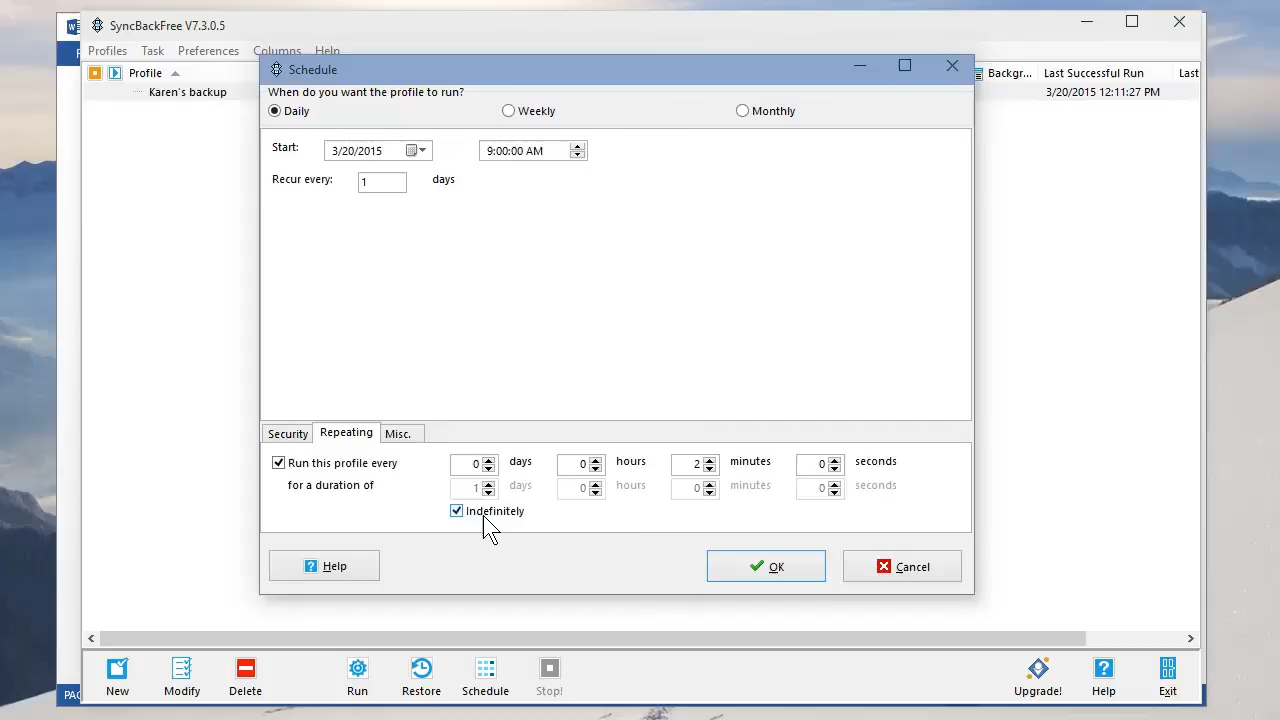 SyncBackFree V7.3.0.5
Profiles Task Preferences Columns Help
Profile Backgr... Last Successful Run Last
Karen's backup 3/20/2015 12:11:27 PM
Schedule
When do you want the profile to run?
Daily Weekly Monthly
Start: 3/20/2015 9:00:00 AM
Recur every: 1 days
Security Repeating Misc.
Run this profile every 0 days 0 hours 2 minutes 0 seconds
for a duration of 1 days 0 hours 0 minutes 0 seconds
Indefinitely
Help OK Cancel
New Modify Delete Run Restore Schedule Stop! Upgrade! Help Exit
PAG